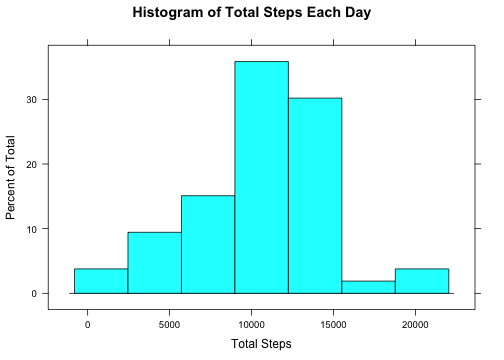 Histogram of Total Steps Each Day
Percent of Total
30
20
10
0
0 5000 10000 15000 20000
Total Steps